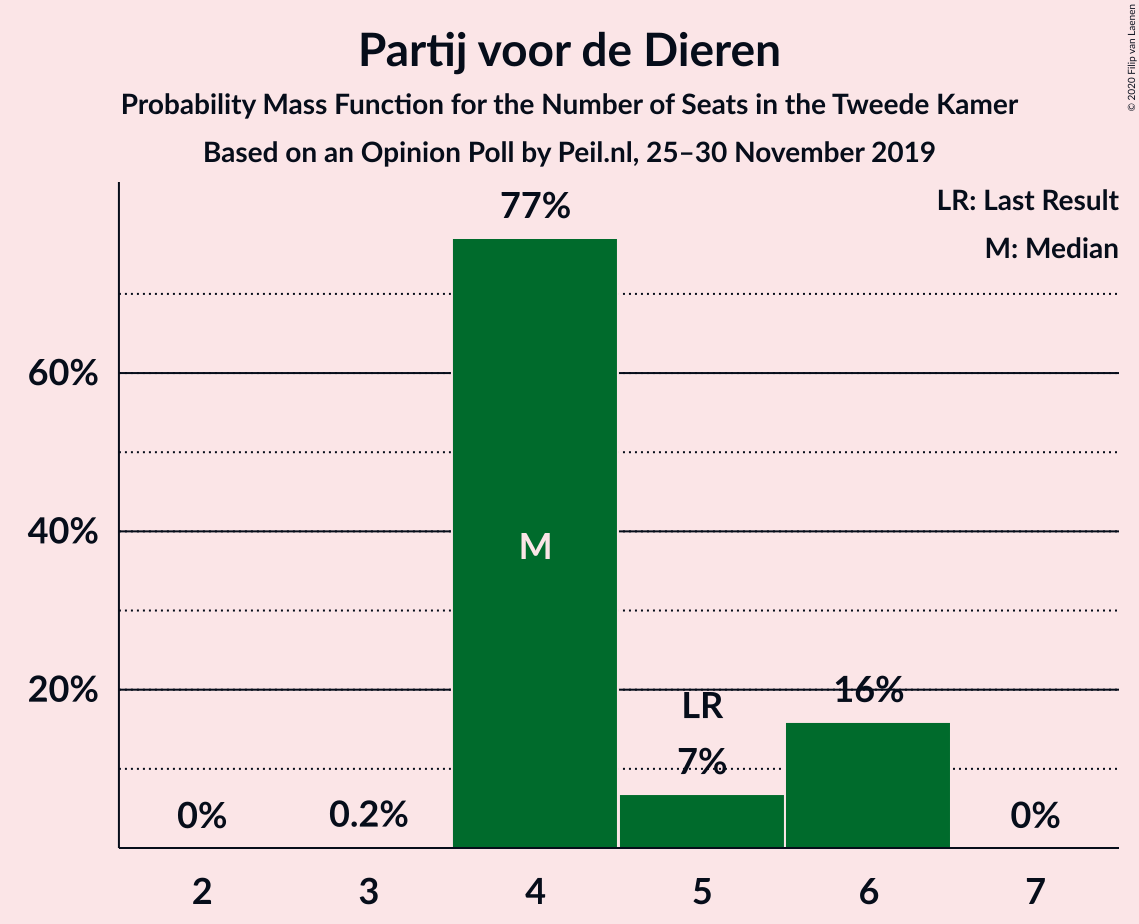 Partij voor de Dieren
Probability Mass Function for the Number of Seats in the Tweede Kamer
Based on an Opinion Poll by Peil.nl, 25–30 November 2019
© 2020 Filip van Laenen
LR: Last Result
M: Median
77%
60%
40%
20%
M
LR
16%
7%
0%
0.2%
0%
2
3
4
5
6
7